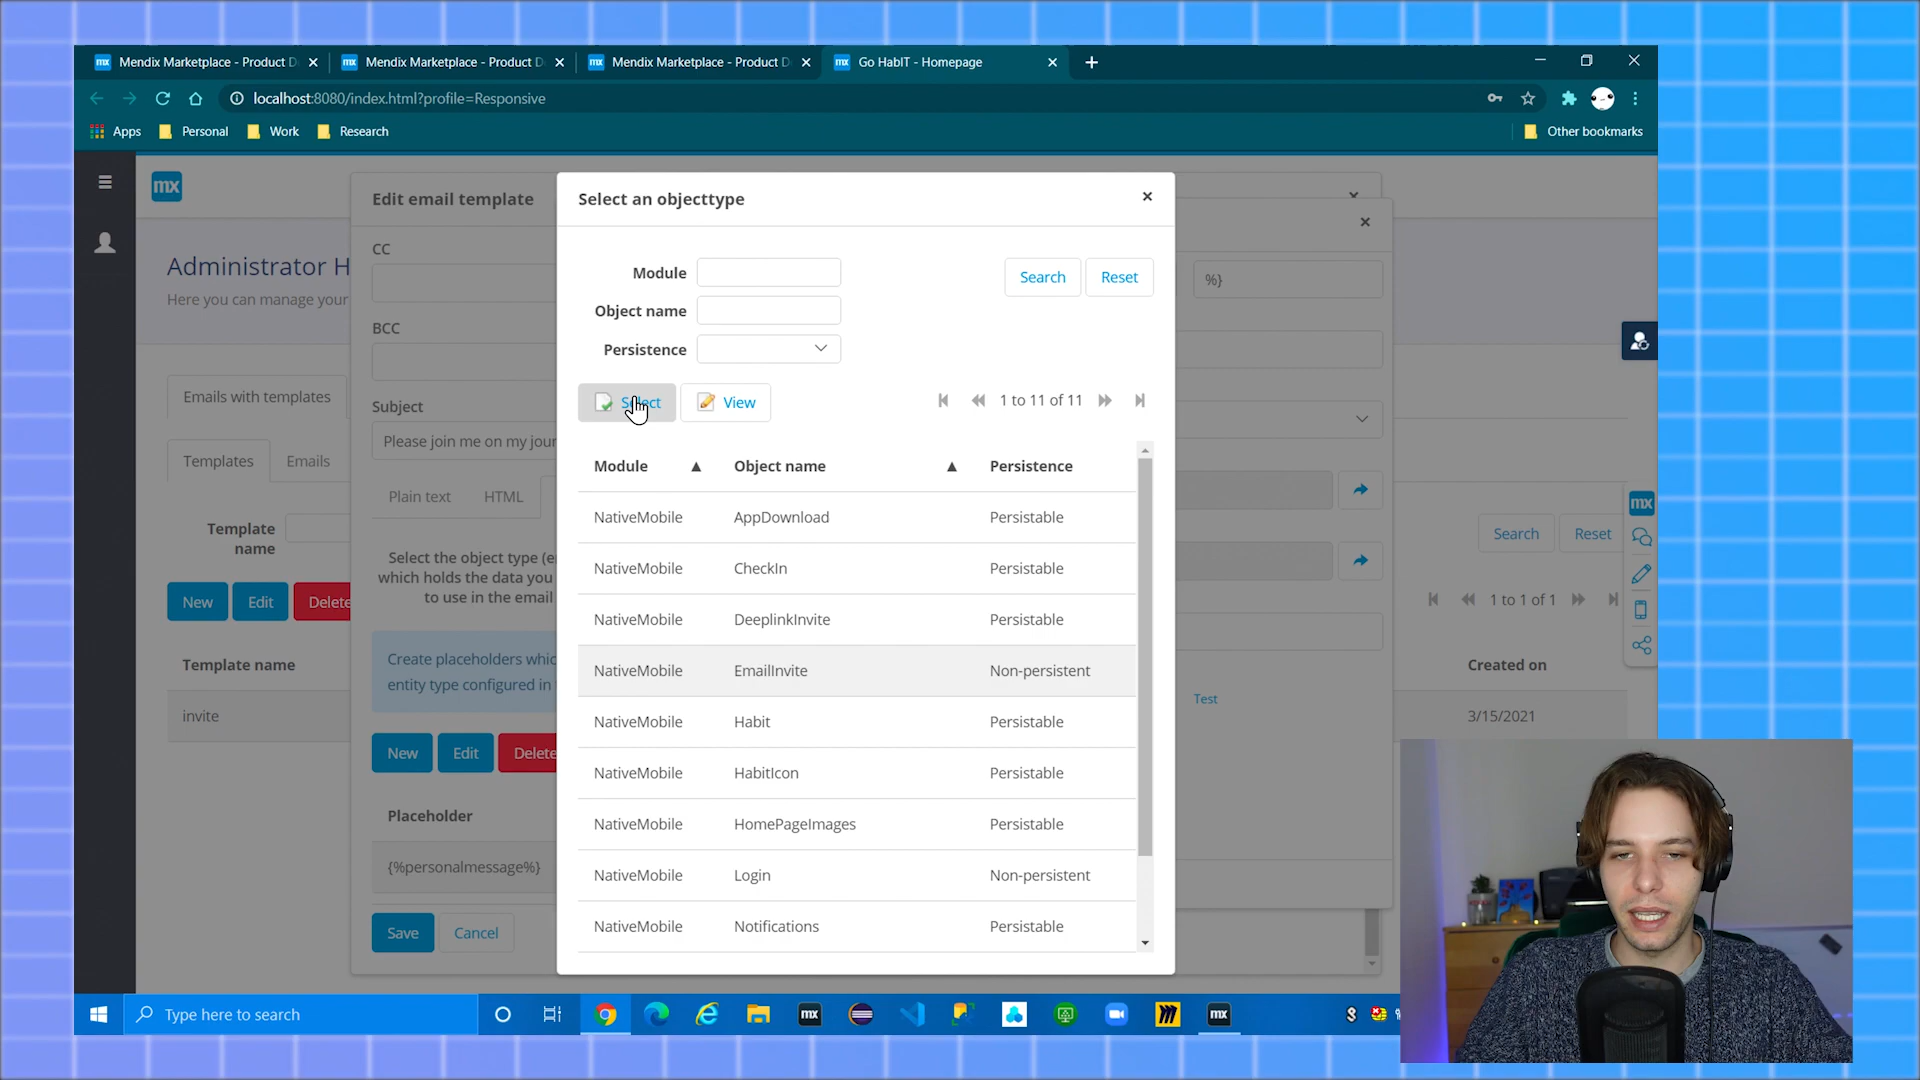 Mendix Marketplace - Product D
Mendix Marketplace - Product D
Mendix Marketplace - Product D
Go HabIT - Homepage
localhost:8080/index.html?profile=Responsive
Apps
Personal
Work
Research
Other bookmarks
mx
Administrator H
Here you can manage your
Emails with templates
Templates
Emails
Template name
New
Edit
Delete
Template name
invite
Edit email template
CC
BCC
Subject
Please join me on my jour
Plain text
HTML
Select the object type (e
which holds the data you
to use in the email
Create placeholders whic
entity type configured in
New
Edit
Delete
Placeholder
{%personalmessage%}
Save
Cancel
Select an objecttype
Module
Object name
Persistence
Search
Reset
Select
View
1 to 11 of 11
Module Object name Persistence
NativeMobile AppDownload Persistable
NativeMobile CheckIn Persistable
NativeMobile DeeplinkInvite Persistable
NativeMobile EmailInvite Non-persistent
NativeMobile Habit Persistable
NativeMobile HabitIcon Persistable
NativeMobile HomePageImages Persistable
NativeMobile Login Non-persistent
NativeMobile Notifications Persistable
%}
Test
Search
Reset
1 to 1 of 1
Created on
3/15/2021
mx
Type here to search
mx
mx